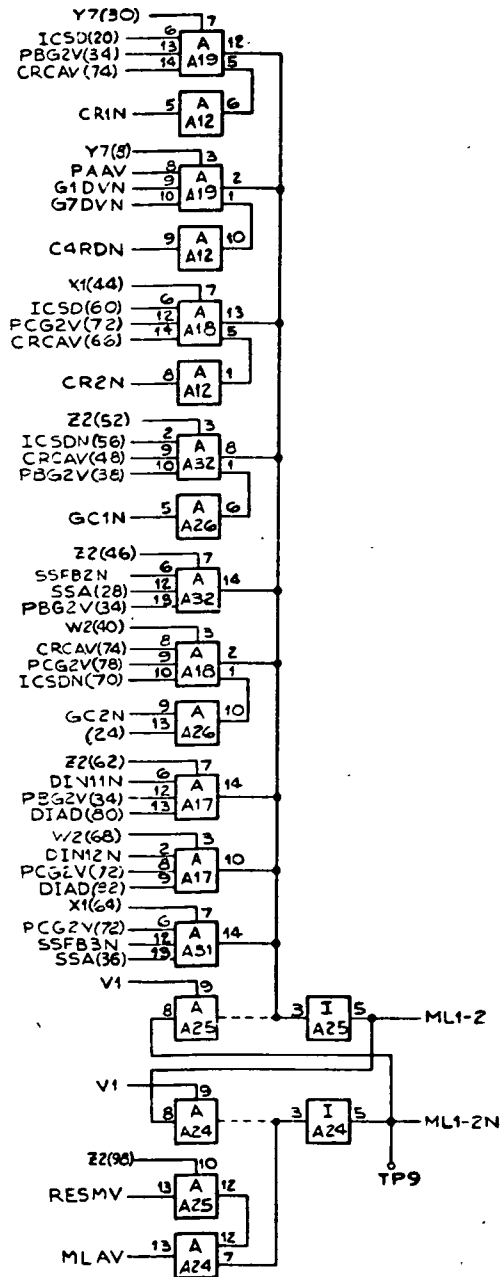 Y7(30) 7
ICSD(20) 6 A 12
PBG2V(34) 13 A19 5
CRCAV(74) 14
CR1N 5 A 6
A12
Y7(5) 3
PAAV 8 A 2
G1DVN 9 A19 1
G7DVN 10
C4RDN 9 A 10
A12
X1(44) 7
ICSD(60) 6 A 13
PCG2V(72) 12 A18 5
CRCAV(66) 14
CR2N 8 A 1
A12
Z2(52) 3
ICSDN(56) 2 A 8
CRCAV(48) 9 A32 1
PBG2V(38) 10
GC1N 5 A 6
A26
Z2(46) 7
SSFB2N 6 A 14
SSA(28) 12 A32
PBG2V(34) 13
W2(40) 3
CRCAV(74) 8 A 2
PCG2V(78) 9 A18 1
ICSDN(70) 10
GC2N 9 A 10
(24) 13 A26
Z2(62) 7
DIN11N 6 A 14
PBG2V(34) 12 A17
DIAD(80) 13
W2(68) 3
DIN12N 2 A 10
PCG2V(72) 8 A17
DIAD(92) 9
X1(64) 7
PCG2V(72) 6 A 14
SSFB3N 12 A31
SSA(36) 13
V1 9
8 A 3 I 5 ML1-2
A25 A25
V1 9
8 A 3 I 5 ML1-2N
A24 A24
Z2(98) 10 TP9
RESMV 13 A 12
A25
MLAV 13 A 12
A24 7